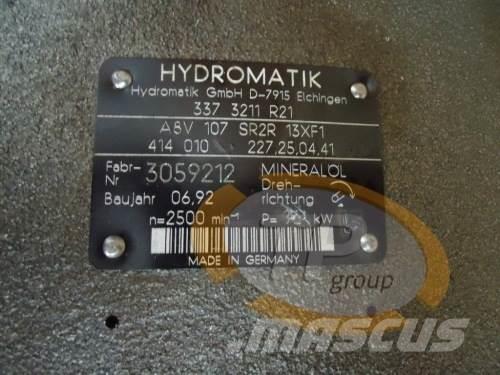 HYDROMATIK
Hydromatik GmbH D-7915 Elchingen
337 3211 R21
A8V 107 SR2R 13XF1
414 010 227,25,04,41
Fabr-Nr 3059212 MINERALÖL
Baujahr 06,92 Dreh-richtung
n=2500 min⁻¹ P= kW
MADE IN GERMANY
group
MASCUS